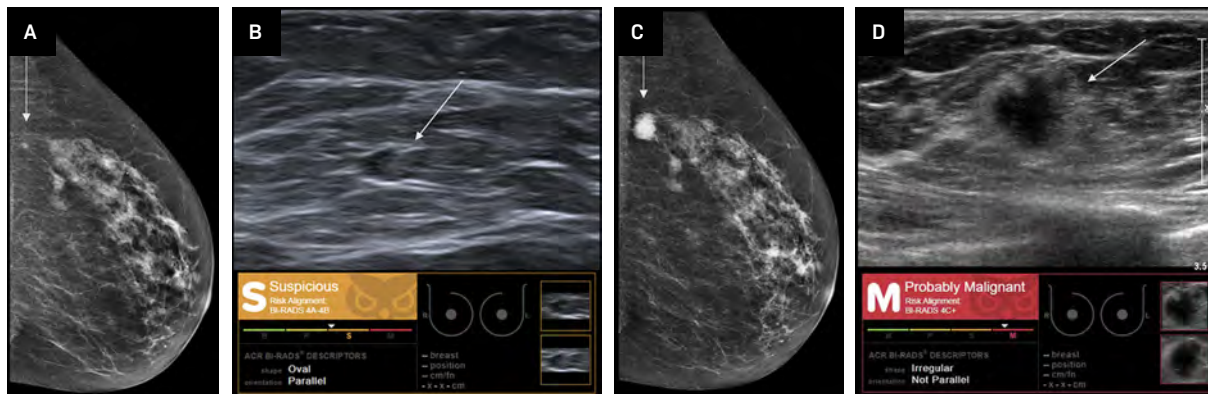 A
B
C
D
S Suspicious
Risk Alignment:
BI-RADS 4A-4B
B P S M
ACR BI-RADS® DESCRIPTORS
shape Oval
orientation Parallel
R L
-- breast
-- position
-- cm/fn
- x - x - cm
3.5
M Probably Malignant
Risk Alignment:
BI-RADS 4C+
B P S M
ACR BI-RADS® DESCRIPTORS
shape Irregular
orientation Not Parallel
R L
-- breast
-- position
-- cm/fn
- x - x - cm